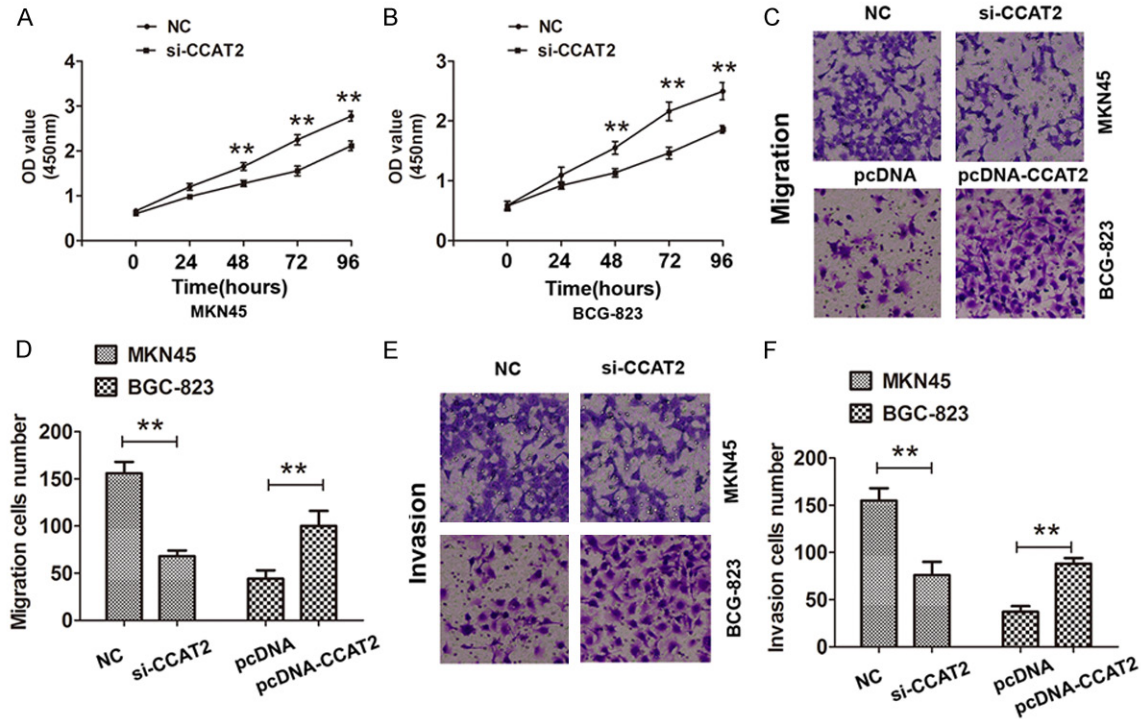 A
NC
si-CCAT2
4
3
2
1
0
OD value
(450nm)
**
**
**
0 24 48 72 96
Time(hours)
MKN45
B
NC
si-CCAT2
3
2
1
0
OD value
(450nm)
**
**
**
0 24 48 72 96
Time(hours)
BCG-823
C
NC si-CCAT2
MKN45
Migration
pcDNA pcDNA-CCAT2
BCG-823
D
MKN45
BGC-823
200
150
100
50
0
Migration cells number
**
**
NC si-CCAT2 pcDNA pcDNA-CCAT2
E
NC si-CCAT2
MKN45
Invasion
BCG-823
F
MKN45
BGC-823
200
150
100
50
0
Invasion cells number
**
**
NC si-CCAT2 pcDNA pcDNA-CCAT2